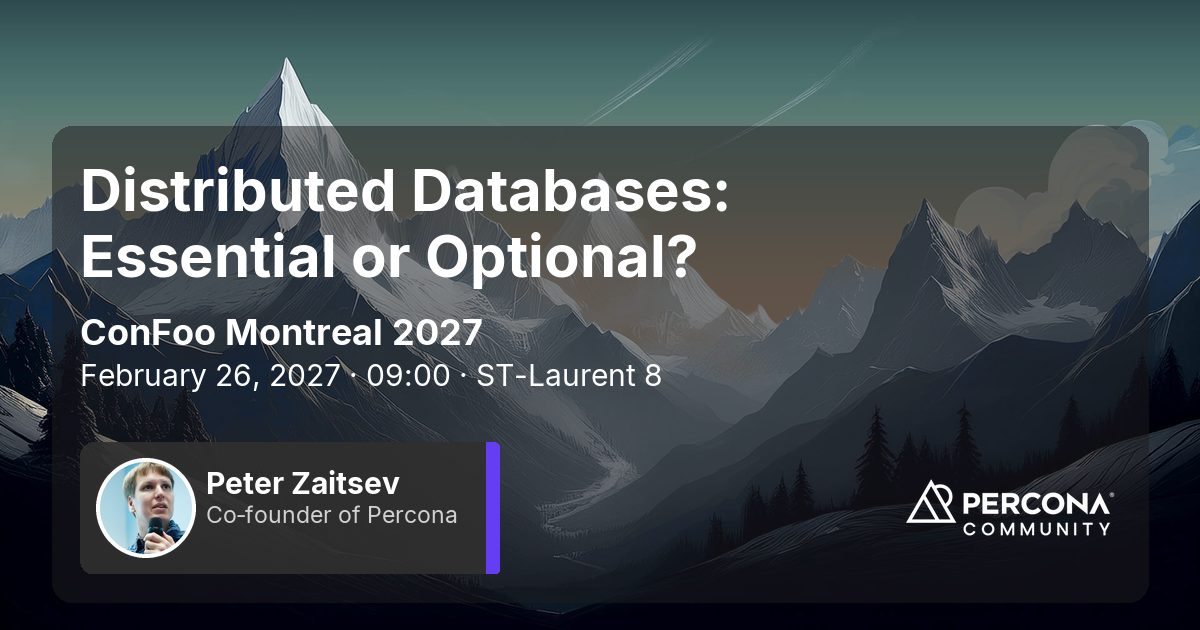 Distributed Databases:
Essential or Optional?
ConFoo Montreal 2027
February 26, 2027 · 09:00 · ST-Laurent 8
Peter Zaitsev
Co-founder of Percona
PERCONA®
COMMUNITY